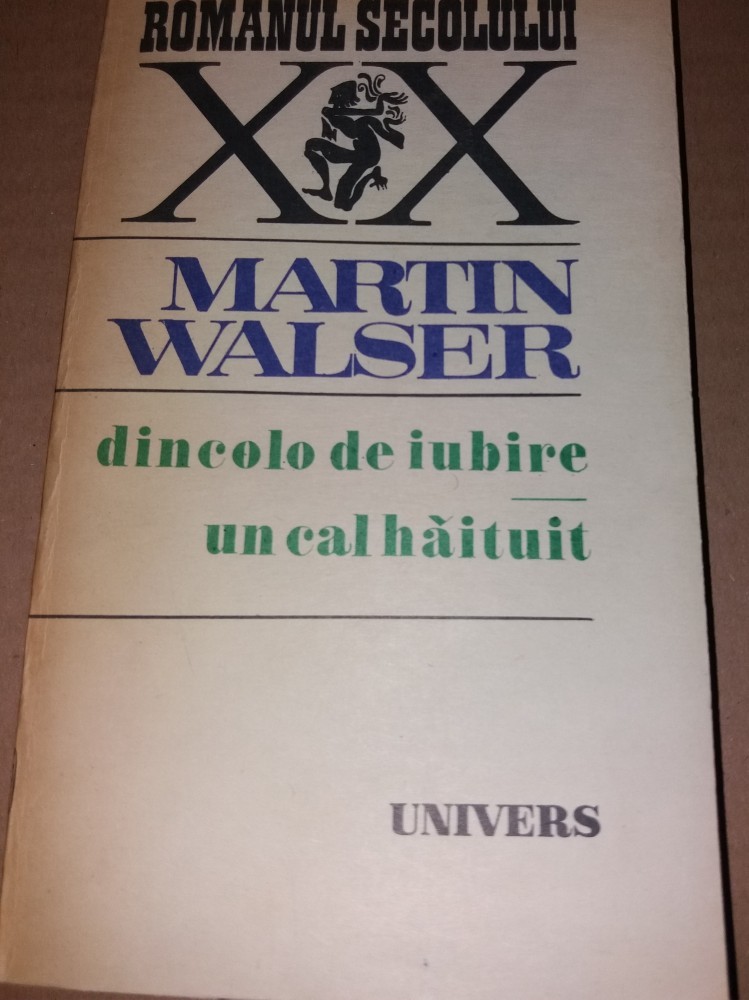 ROMANUL SECOLULUI
XX
MARTIN
WALSER
dincolo de iubire
un cal hăituit
UNIVERS